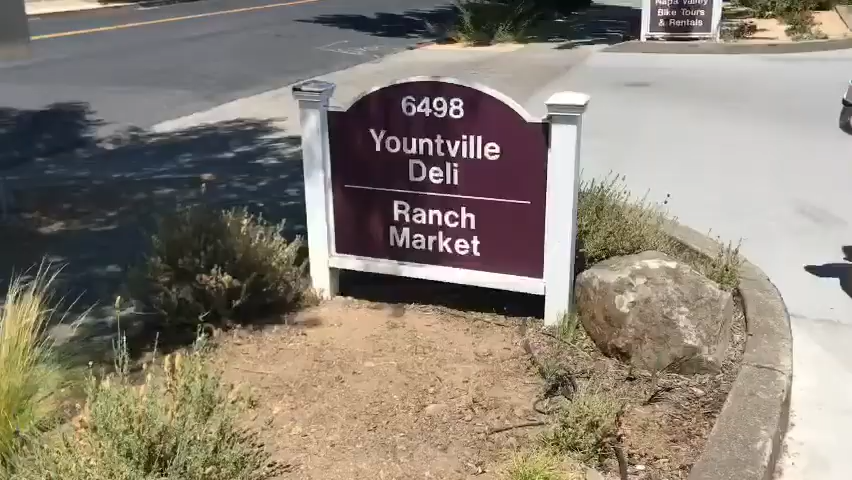 Napa Valley
Bike Tours
& Rentals
6498
Yountville
Deli
Ranch
Market